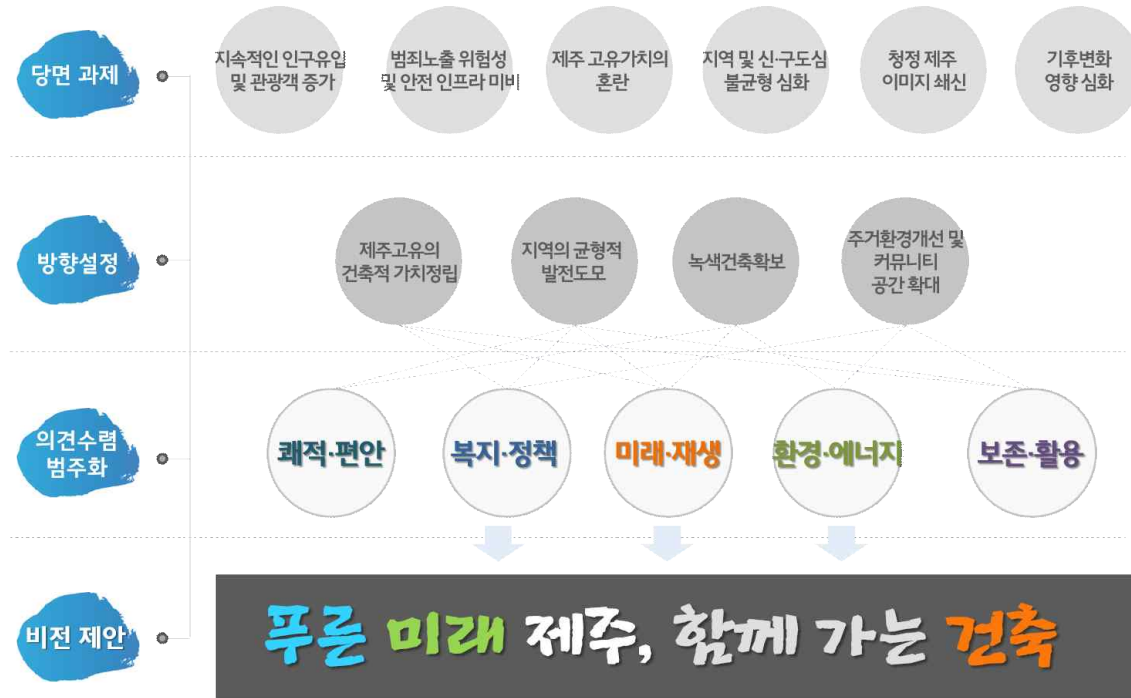 당면 과제
지속적인 인구유입
및 관광객 증가
범죄노출 위험성
및 안전 인프라 미비
제주 고유가치의
혼란
지역 및 신·구도심
불균형 심화
청정 제주
이미지 쇄신
기후변화
영향 심화
방향설정
제주고유의
건축적 가치정립
지역의 균형적
발전도모
녹색건축확보
주거환경개선 및
커뮤니티
공간 확대
의견수렴
범주화
쾌적·편안
복지·정책
미래·재생
환경·에너지
보존·활용
비전 제안
푸른 미래 제주, 함께 가는 건축